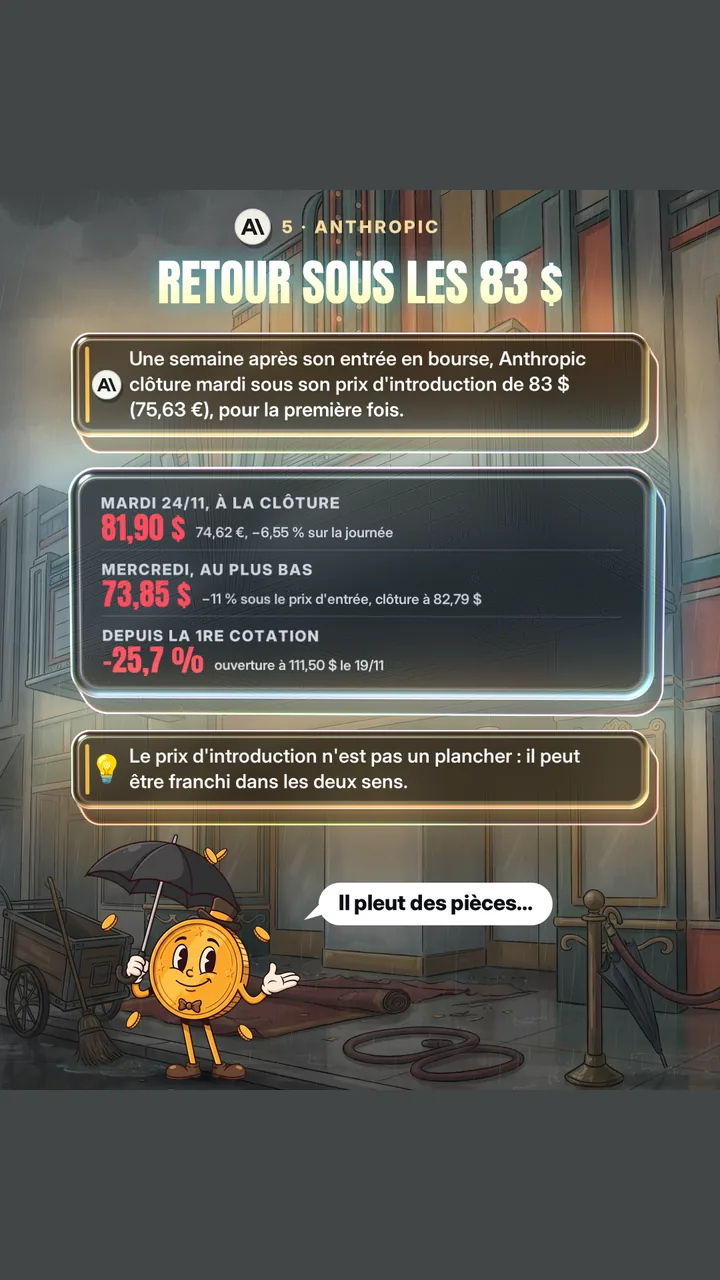 5 · ANTHROPIC
RETOUR SOUS LES 83 $
Une semaine après son entrée en bourse, Anthropic
clôture mardi sous son prix d'introduction de 83 $
(75,63 €), pour la première fois.
MARDI 24/11, À LA CLÔTURE
81,90 $ 74,62 €, −6,55 % sur la journée
MERCREDI, AU PLUS BAS
73,85 $ −11 % sous le prix d'entrée, clôture à 82,79 $
DEPUIS LA 1RE COTATION
-25,7 % ouverture à 111,50 $ le 19/11
Le prix d'introduction n'est pas un plancher : il peut
être franchi dans les deux sens.
Il pleut des pièces...